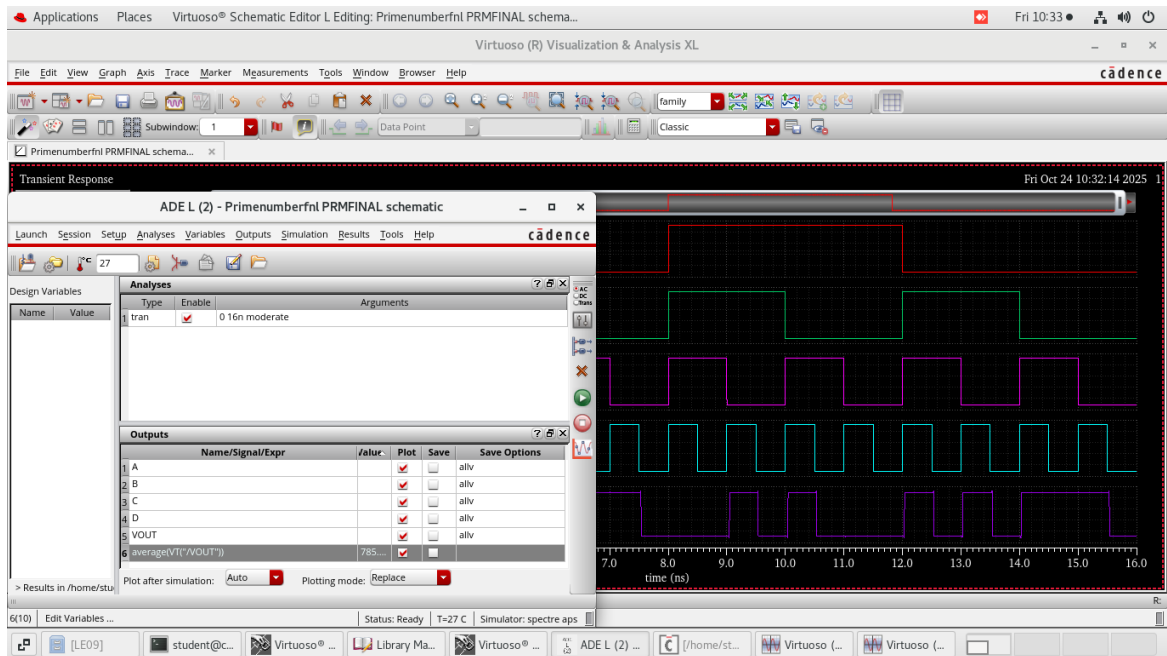 Applications Places Virtuoso® Schematic Editor L Editing: Primenumberfnl PRMFINAL schema... Fri 10:33
Virtuoso (R) Visualization & Analysis XL
File Edit View Graph Axis Trace Marker Measurements Tools Window Browser Help cādence
family
Subwindow: 1 Data Point Classic
Primenumberfnl PRMFINAL schema...
Transient Response Fri Oct 24 10:32:14 2025 1
ADE L (2) - Primenumberfnl PRMFINAL schematic
Launch Session Setup Analyses Variables Outputs Simulation Results Tools Help cādence
27
Design Variables
Name Value
Analyses
Type Enable Arguments
1 tran 0 16n moderate
AC
DC
Trans
Outputs
Name/Signal/Expr Value Plot Save Save Options
1 A allv
2 B allv
3 C allv
4 D allv
5 VOUT allv
6 average(VT("/VOUT")) 785....
Plot after simulation: Auto Plotting mode: Replace
> Results in /home/stu
7.0 8.0 9.0 10.0 11.0 12.0 13.0 14.0 15.0 16.0
time (ns)
R:
6(10) Edit Variables ... Status: Ready T=27 C Simulator: spectre aps
[LE09] student@c... Virtuoso® ... Library Ma... Virtuoso® ... ADE L (2) ... [/home/st... Virtuoso (... Virtuoso (...